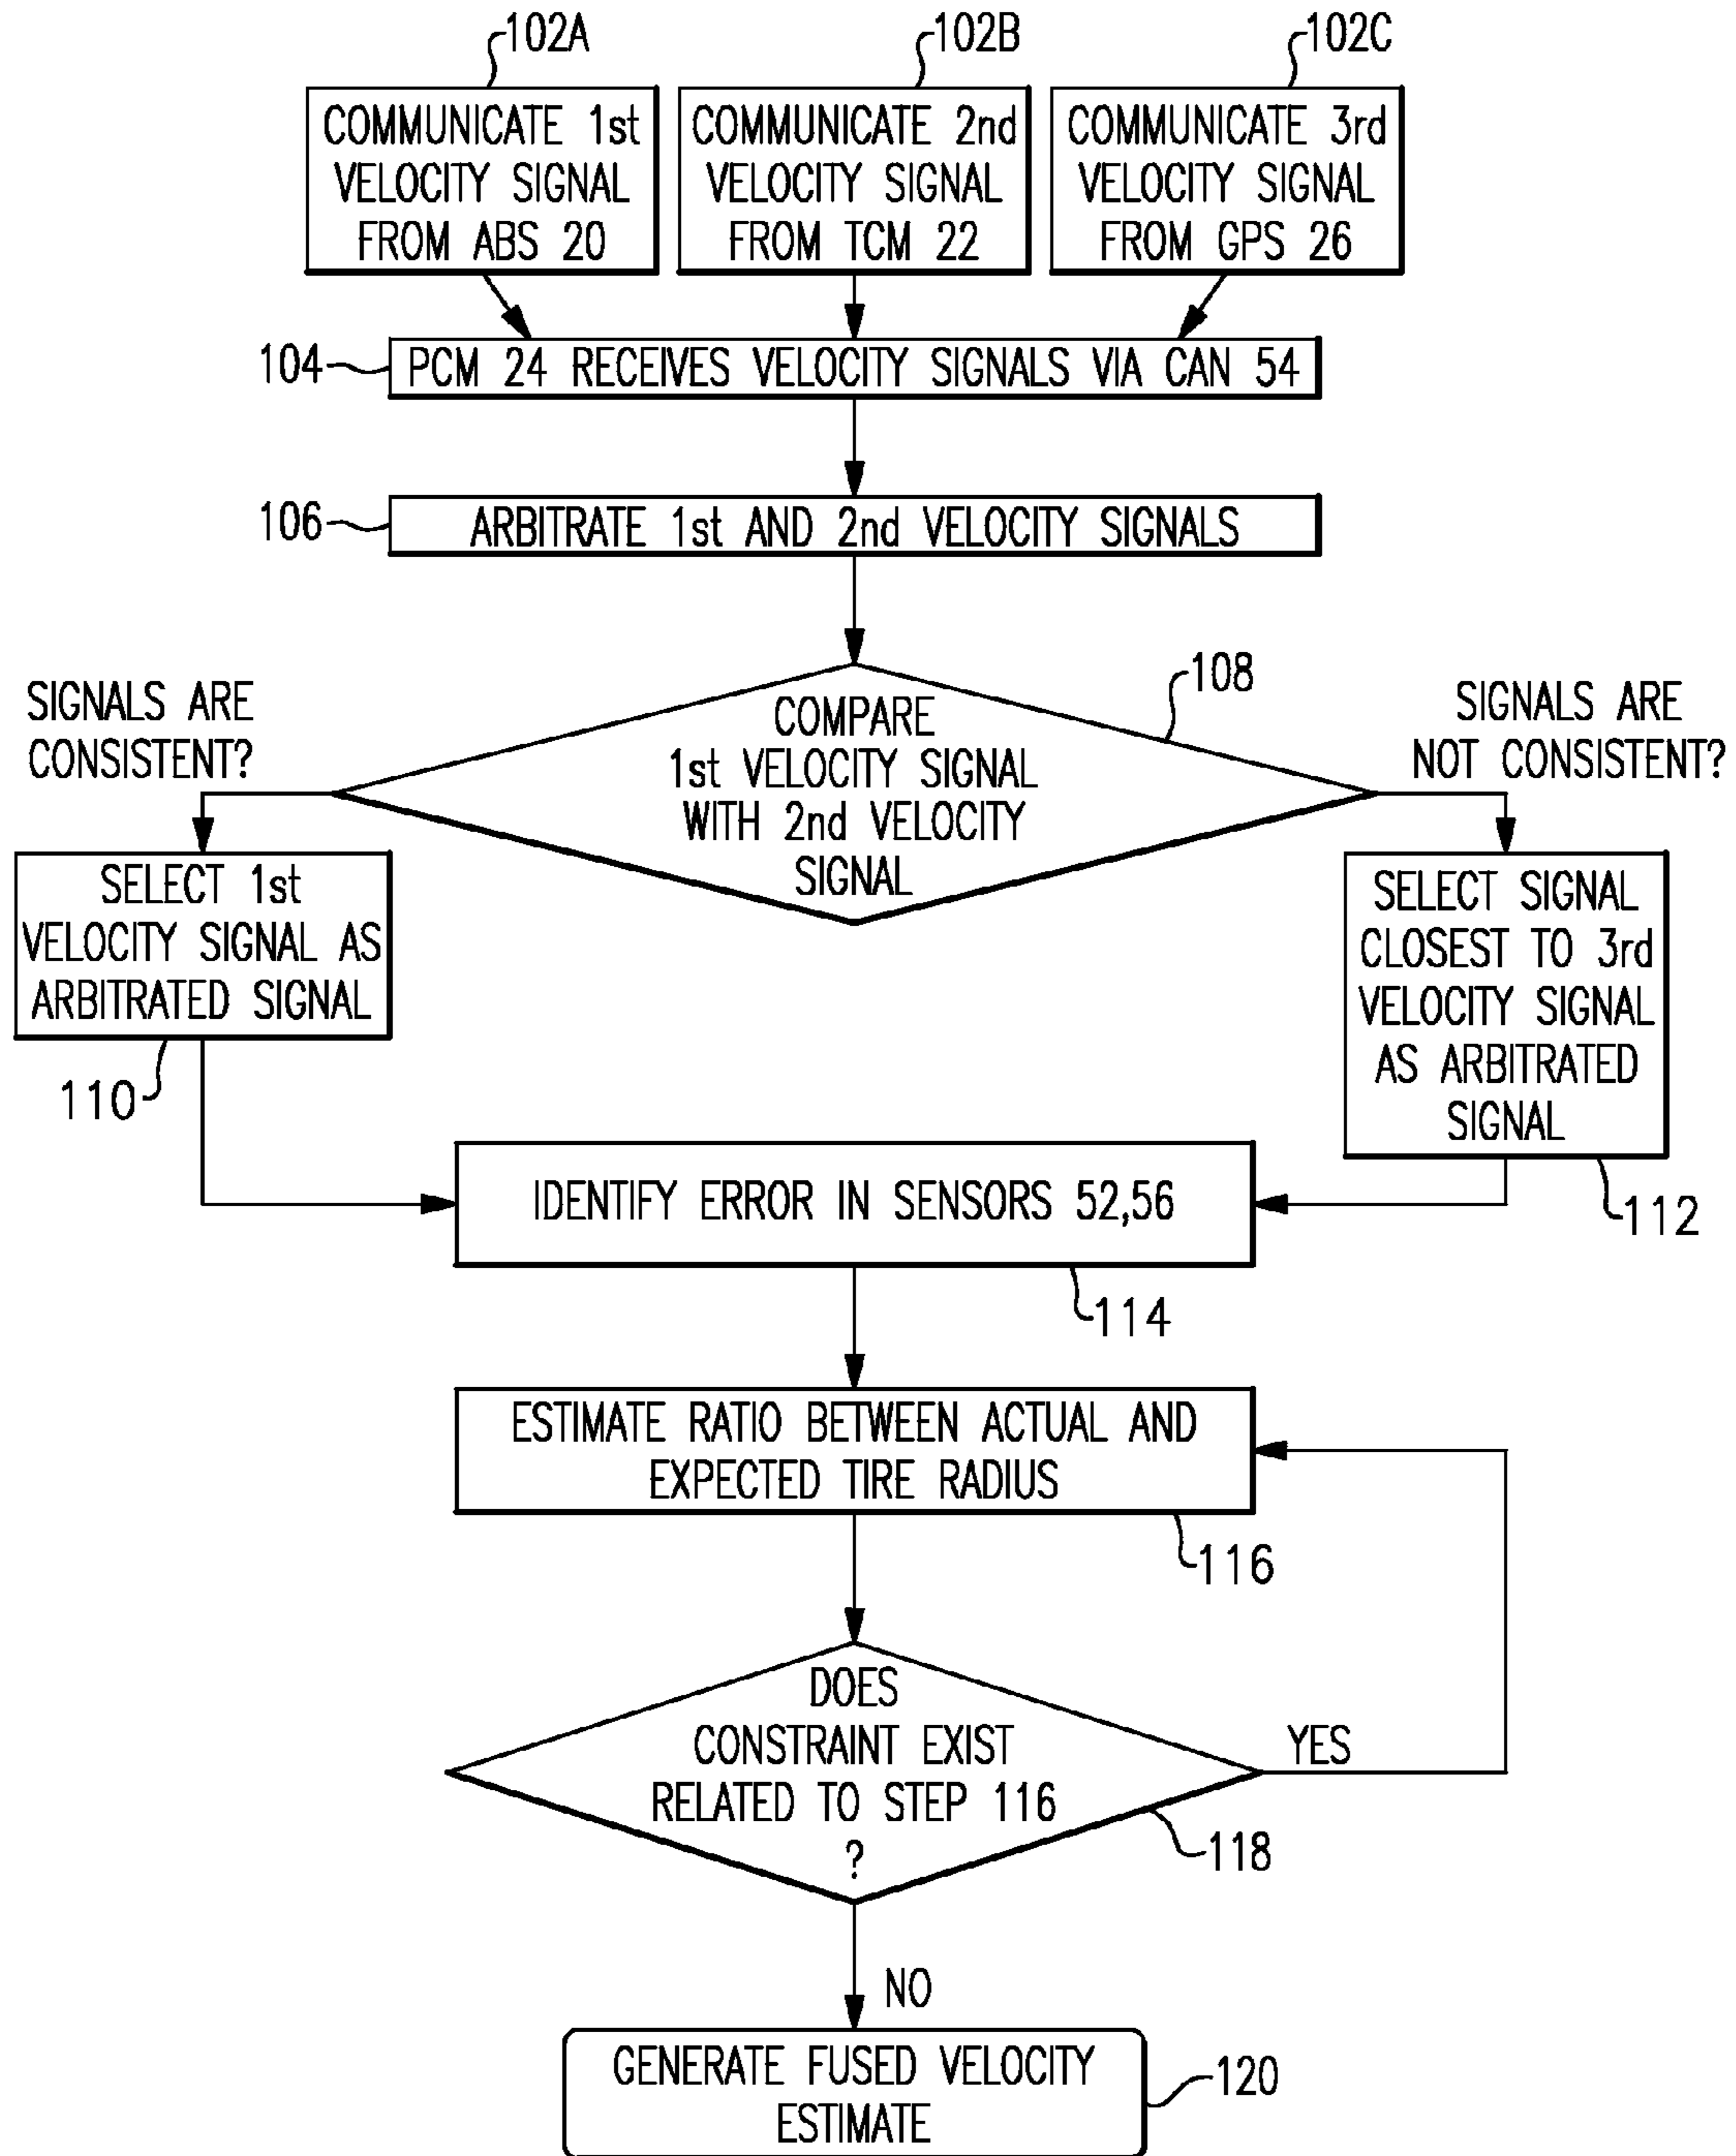 102A
COMMUNICATE 1st
VELOCITY SIGNAL
FROM ABS 20
102B
COMMUNICATE 2nd
VELOCITY SIGNAL
FROM TCM 22
102C
COMMUNICATE 3rd
VELOCITY SIGNAL
FROM GPS 26
104
PCM 24 RECEIVES VELOCITY SIGNALS VIA CAN 54
106
ARBITRATE 1st AND 2nd VELOCITY SIGNALS
108
COMPARE
1st VELOCITY SIGNAL
WITH 2nd VELOCITY
SIGNAL
SIGNALS ARE
CONSISTENT?
SIGNALS ARE
NOT CONSISTENT?
SELECT 1st
VELOCITY SIGNAL AS
ARBITRATED SIGNAL
110
SELECT SIGNAL
CLOSEST TO 3rd
VELOCITY SIGNAL
AS ARBITRATED
SIGNAL
112
IDENTIFY ERROR IN SENSORS 52,56
114
ESTIMATE RATIO BETWEEN ACTUAL AND
EXPECTED TIRE RADIUS
116
DOES
CONSTRAINT EXIST
RELATED TO STEP 116
?
YES
118
NO
GENERATE FUSED VELOCITY
ESTIMATE
120